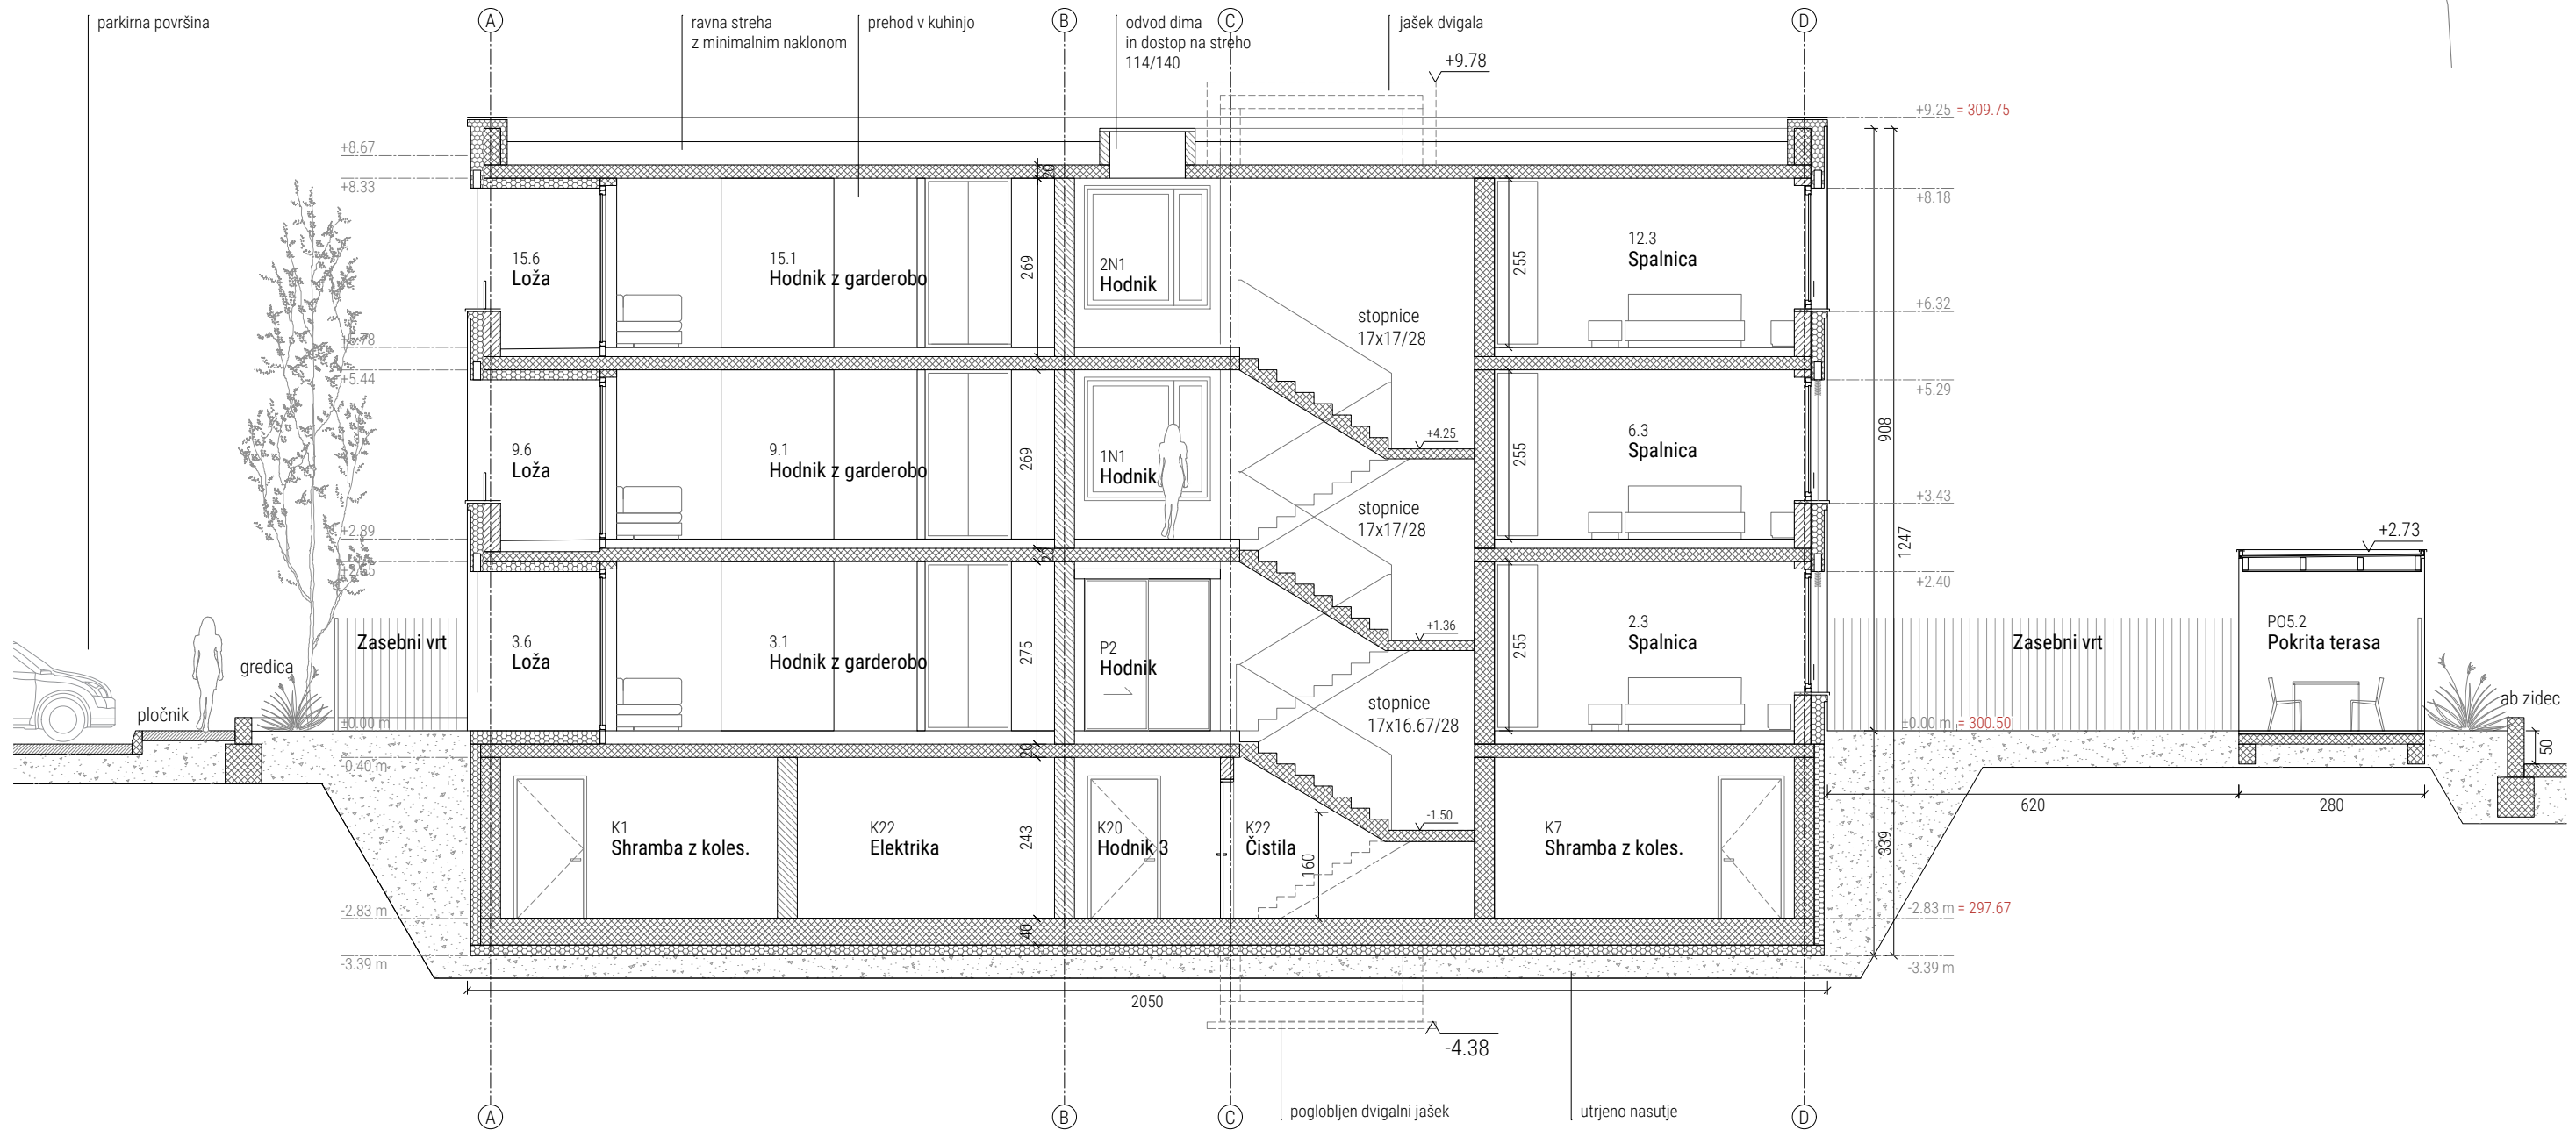 parkirna površina
A
ravna streha
z minimalnim naklonom
prehod v kuhinjo
B
odvod dima
in dostop na streho
114/140
C
jašek dvigala
D
+9.78
+9.25 = 309.75
+8.67
+8.33
20
+8.18
15.6
Loža
15.1
Hodnik z garderobo
269
2N1
Hodnik
stopnice
17x17/28
255
12.3
Spalnica
+6.32
+5.44
+5.29
9.6
Loža
9.1
Hodnik z garderobo
269
1N1
Hodnik
+4.25
255
6.3
Spalnica
908
+3.43
stopnice
17x17/28
+2.89
20
1247
+2.73
+2.40
Zasebni vrt
gredica
pločnik
3.6
Loža
3.1
Hodnik z garderobo
275
P2
Hodnik
+1.36
stopnice
17x16.67/28
255
2.3
Spalnica
Zasebni vrt
PO5.2
Pokrita terasa
ab zidec
±0.00 m
±0.00 m = 300.50
50
-0.40 m
20
K1
Shramba z koles.
K22
Elektrika
243
K20
Hodnik 3
K22
Čistila
160
-1.50
K7
Shramba z koles.
339
620
280
-2.83 m
-2.83 m = 297.67
40
-3.39 m
-3.39 m
2050
-4.38
A
B
C
poglobljen dvigalni jašek
utrjeno nasutje
D